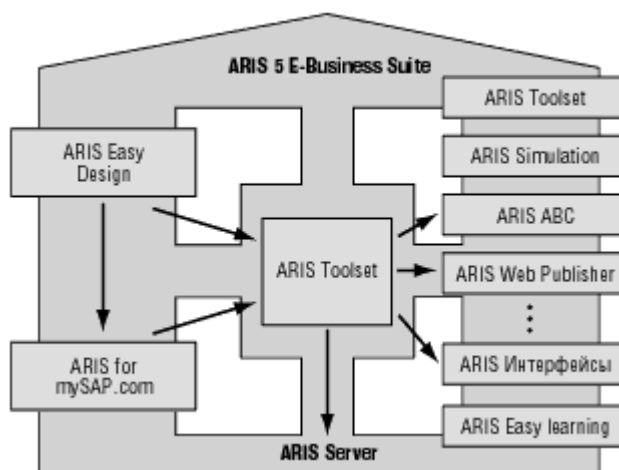 ARIS 5 E-Business Suite
ARIS Easy
Design
ARIS for
mySAP.com
ARIS Toolset
ARIS Server
ARIS Toolset
ARIS Simulation
ARIS ABC
ARIS Web Publisher
ARIS Интерфейсы
ARIS Easy learning